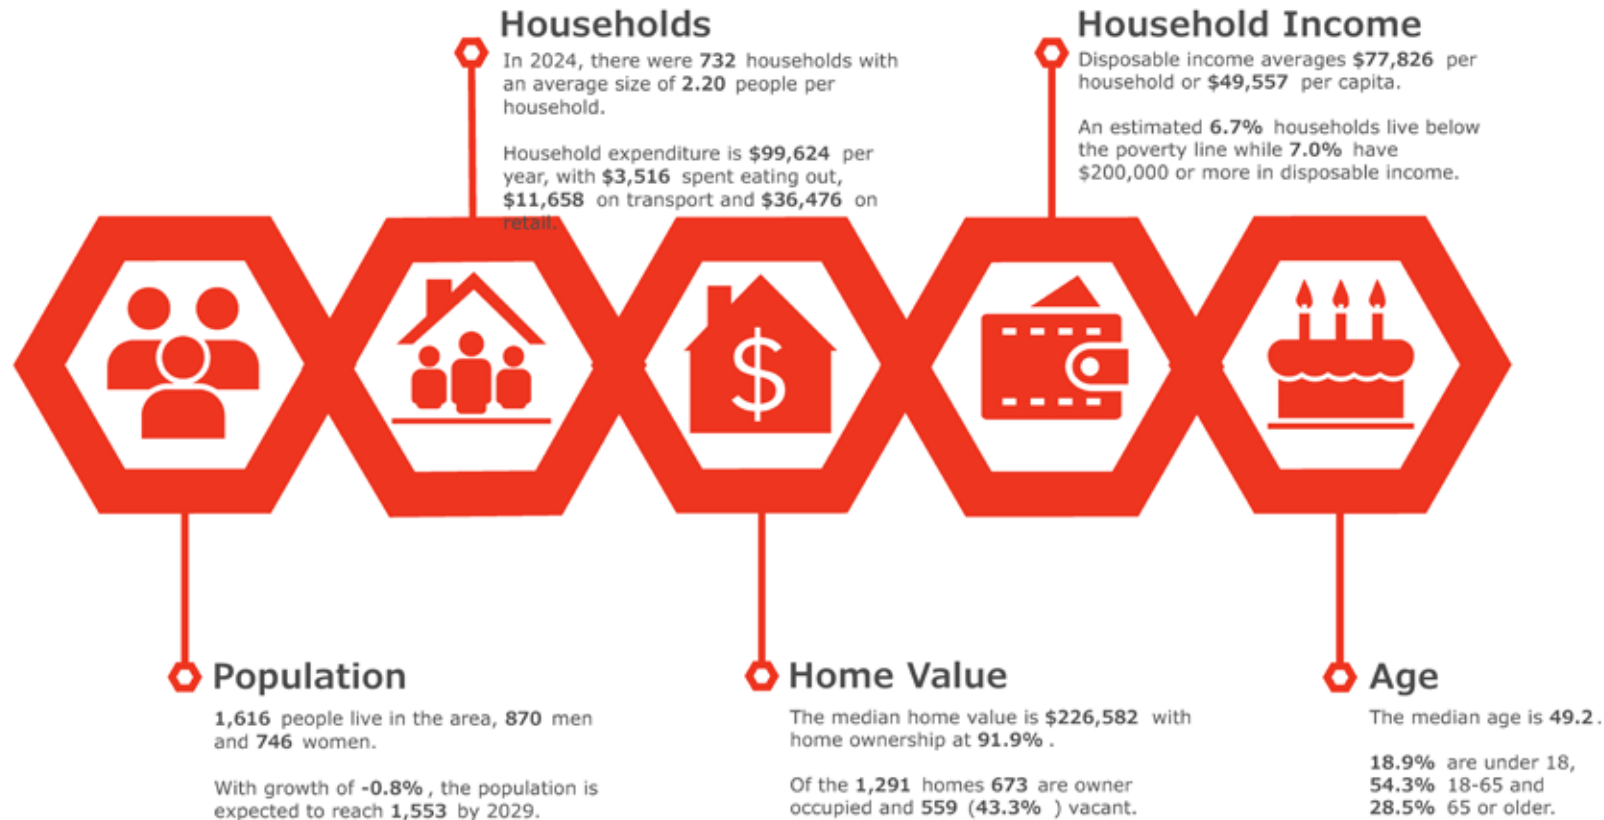 Households
In 2024, there were 732 households with
an average size of 2.20 people per
household.
Household expenditure is $99,624 per
year, with $3,516 spent eating out,
$11,658 on transport and $36,476 on
retail.
Household Income
Disposable income averages $77,826 per
household or $49,557 per capita.
An estimated 6.7% households live below
the poverty line while 7.0% have
$200,000 or more in disposable income.
$
Population
1,616 people live in the area, 870 men
and 746 women.
With growth of -0.8% , the population is
expected to reach 1,553 by 2029.
Home Value
The median home value is $226,582 with
home ownership at 91.9% .
Of the 1,291 homes 673 are owner
occupied and 559 (43.3% ) vacant.
Age
The median age is 49.2 .
18.9% are under 18,
54.3% 18-65 and
28.5% 65 or older.